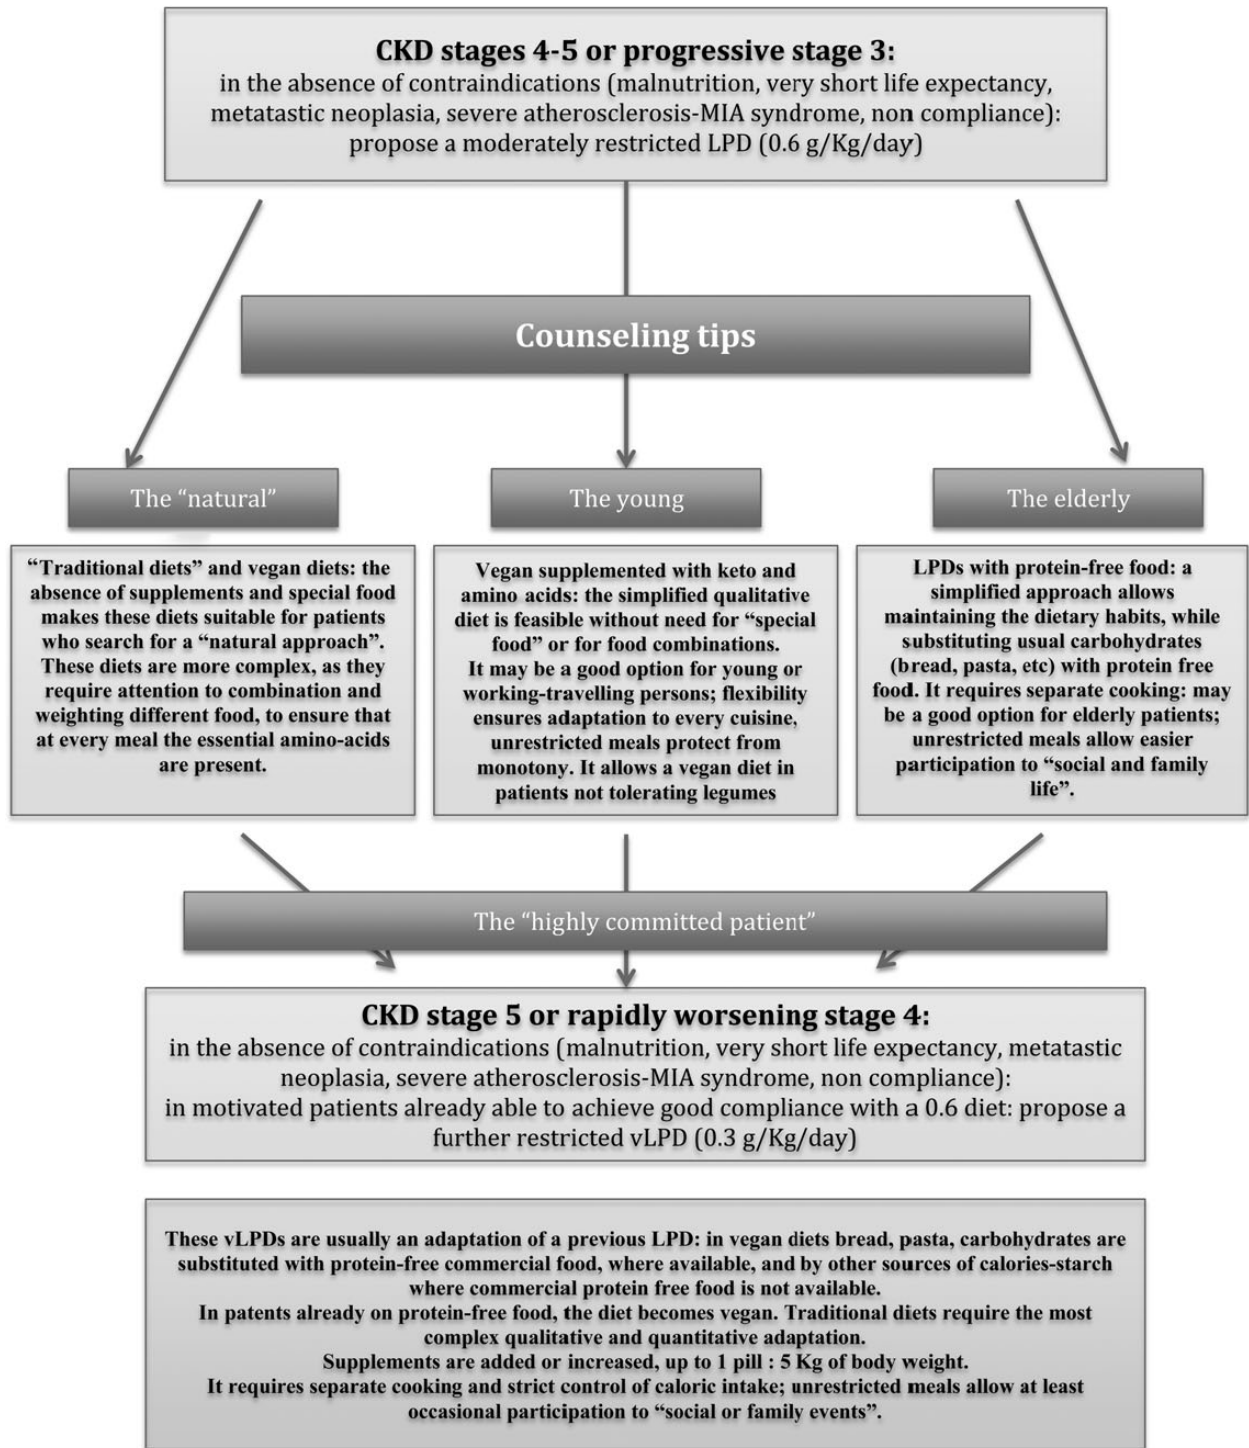 CKD stages 4-5 or progressive stage 3:
in the absence of contraindications (malnutrition, very short life expectancy,
metatastic neoplasia, severe atherosclerosis-MIA syndrome, non compliance):
propose a moderately restricted LPD (0.6 g/Kg/day)
Counseling tips
The “natural”
“Traditional diets” and vegan diets: the
absence of supplements and special food
makes these diets suitable for patients
who search for a “natural approach”.
These diets are more complex, as they
require attention to combination and
weighting different food, to ensure that
at every meal the essential amino-acids
are present.
The young
Vegan supplemented with keto and
amino acids: the simplified qualitative
diet is feasible without need for “special
food” or for food combinations.
It may be a good option for young or
working-travelling persons; flexibility
ensures adaptation to every cuisine,
unrestricted meals protect from
monotony. It allows a vegan diet in
patients not tolerating legumes
The elderly
LPDs with protein-free food: a
simplified approach allows
maintaining the dietary habits, while
substituting usual carbohydrates
(bread, pasta, etc) with protein free
food. It requires separate cooking: may
be a good option for elderly patients;
unrestricted meals allow easier
participation to “social and family
life”.
The “highly committed patient”
CKD stage 5 or rapidly worsening stage 4:
in the absence of contraindications (malnutrition, very short life expectancy, metatastic
neoplasia, severe atherosclerosis-MIA syndrome, non compliance):
in motivated patients already able to achieve good compliance with a 0.6 diet: propose a
further restricted vLPD (0.3 g/Kg/day)
These vLPDs are usually an adaptation of a previous LPD: in vegan diets bread, pasta, carbohydrates are
substituted with protein-free commercial food, where available, and by other sources of calories-starch
where commercial protein free food is not available.
In patents already on protein-free food, the diet becomes vegan. Traditional diets require the most
complex qualitative and quantitative adaptation.
Supplements are added or increased, up to 1 pill : 5 Kg of body weight.
It requires separate cooking and strict control of caloric intake; unrestricted meals allow at least
occasional participation to “social or family events”.